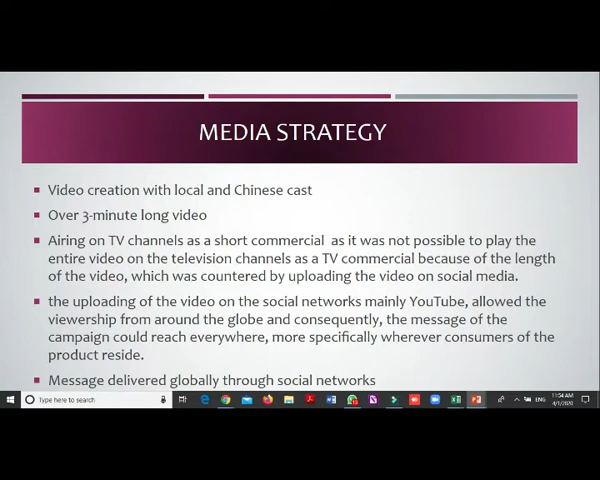 MEDIA STRATEGY
Video creation with local and Chinese cast
Over 3-minute long video
Airing on TV channels as a short commercial as it was not possible to play the
entire video on the television channels as a TV commercial because of the length
of the video, which was countered by uploading the video on social media.
the uploading of the video on the social networks mainly YouTube, allowed the
viewership from around the globe and consequently, the message of the
campaign could reach everywhere, more specifically wherever consumers of the
product reside.
Message delivered globally through social networks
Type here to search
ENG
11:54 AM
4/1/2020